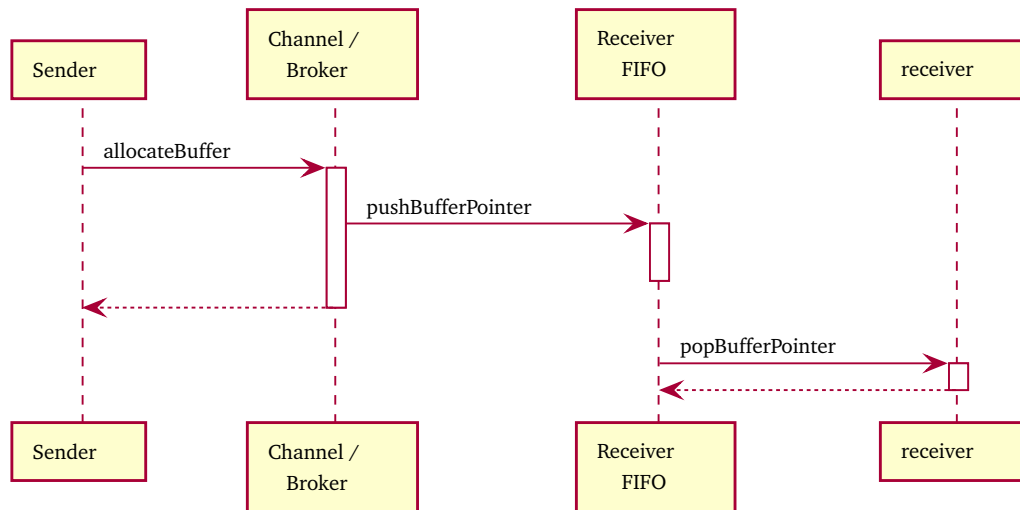 Sender
Channel /
Broker
Receiver
FIFO
receiver
allocateBuffer
pushBufferPointer
popBufferPointer
Sender
Channel /
Broker
Receiver
FIFO
receiver